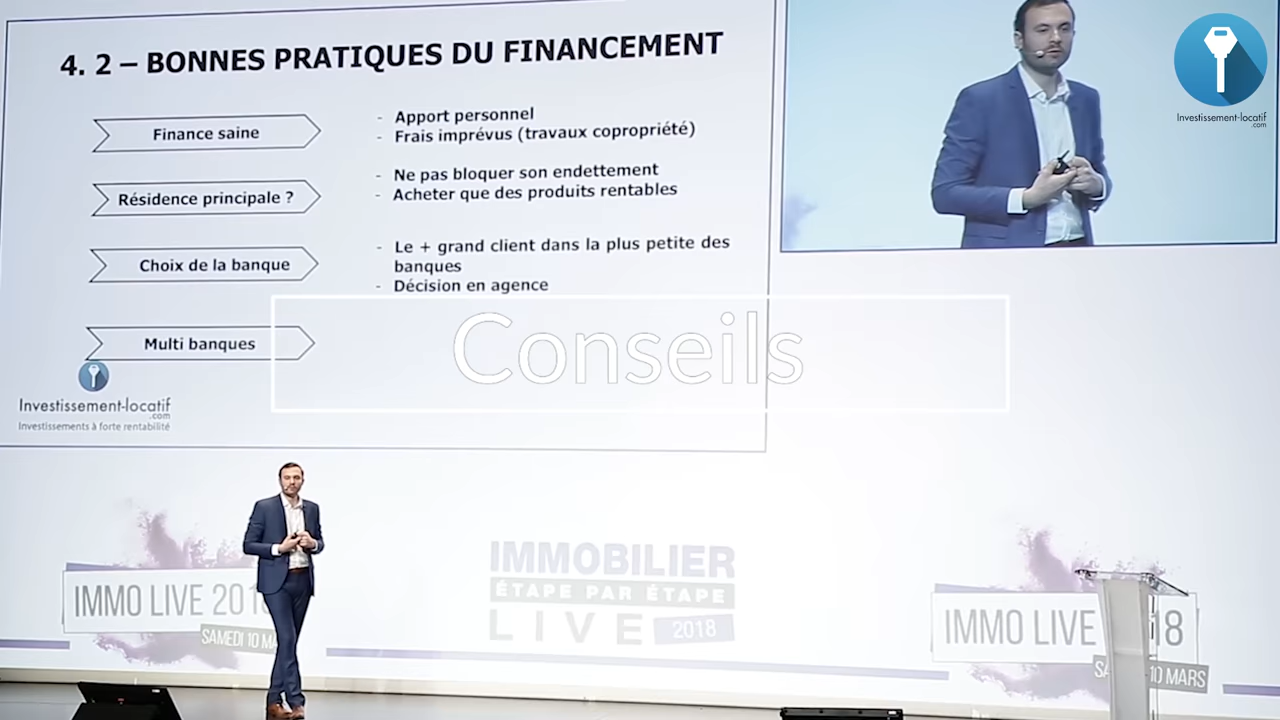 4. 2 – BONNES PRATIQUES DU FINANCEMENT
Finance saine
- Apport personnel
- Frais imprévus (travaux copropriété)
Résidence principale ?
- Ne pas bloquer son endettement
- Acheter que des produits rentables
Choix de la banque
- Le + grand client dans la plus petite des
banques
- Décision en agence
Multi banques
Investissement-locatif
.com
Investissements à forte rentabilité
Investissement-locatif
.com
Conseils
IMMO LIVE 201
SAMEDI 10 MA
IMMOBILIER
ÉTAPE PAR ÉTAPE
LIVE 2018
IMMO LIVE 18
SA 10 MARS